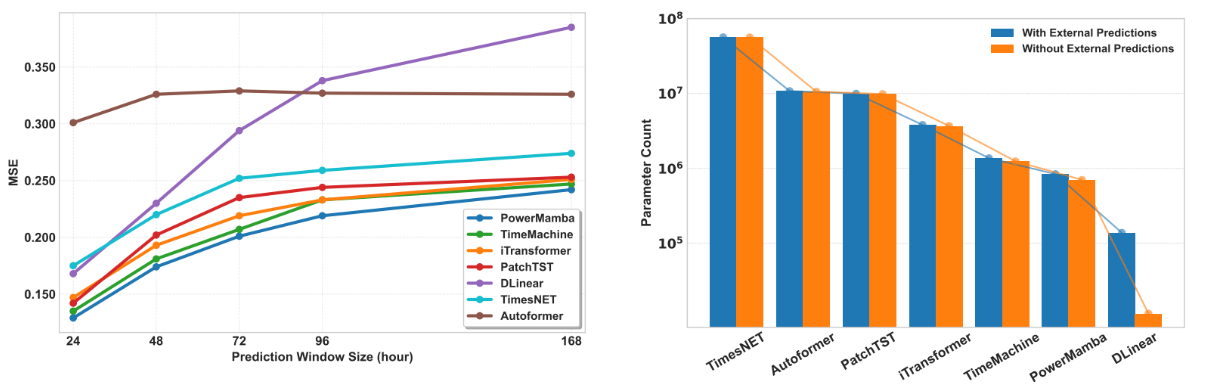 0.350
0.300
0.250
0.200
0.150
MSE
24
48
72
96
168
Prediction Window Size (hour)
PowerMamba
TimeMachine
iTransformer
PatchTST
DLinear
TimesNET
Autoformer
10⁸
10⁷
10⁶
10⁵
Parameter Count
With External Predictions
Without External Predictions
TimesNET
Autoformer
PatchTST
iTransformer
TimeMachine
PowerMamba
DLinear